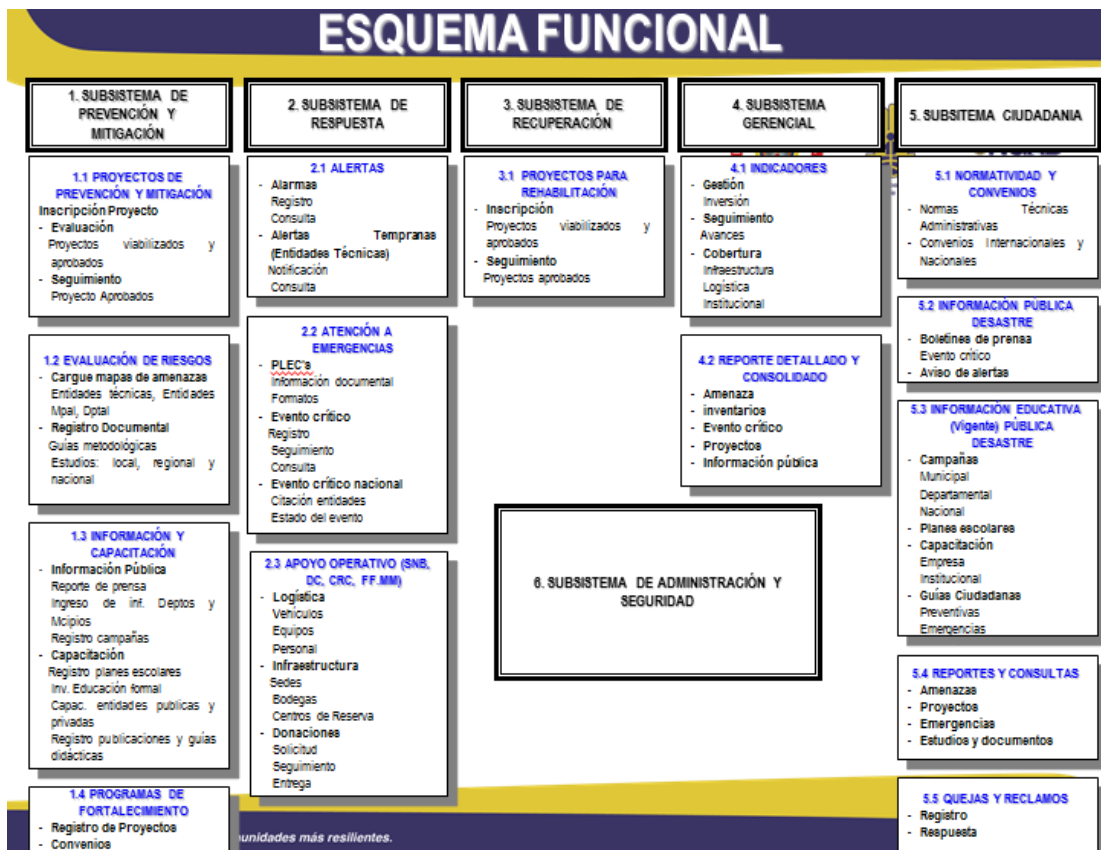 ESQUEMA FUNCIONAL
1. SUBSISTEMA DE
PREVENCIÓN Y
MITIGACIÓN
1.1 PROYECTOS DE
PREVENCIÓN Y MITIGACIÓN
Inscripción Proyecto
- Evaluación
Proyectos viabilizados y
aprobados
- Seguimiento
Proyecto Aprobados
1.2 EVALUACIÓN DE RIESGOS
- Cargue mapas de amenazas
Entidades técnicas, Entidades
Mpal, Dptal
- Registro Documental
Guías metodológicas
Estudios: local, regional y
nacional
1.3 INFORMACIÓN Y
CAPACITACIÓN
- Información Pública
Reporte de prensa
Ingreso de inf. Deptos y
Mcipios
Registro campañas
- Capacitación
Registro planes escolares
Inv. Educación formal
Capac. entidades publicas y
privadas
Registro publicaciones y guías
didácticas
1.4 PROGRAMAS DE
FORTALECIMIENTO
- Registro de Proyectos
- Convenios
2. SUBSISTEMA DE
RESPUESTA
2.1 ALERTAS
- Alarmas
Registro
Consulta
- Alertas Tempranas
(Entidades Técnicas)
Notificación
Consulta
2.2 ATENCIÓN A
EMERGENCIAS
- PLEC's
Información documental
Formatos
- Evento crítico
Registro
Seguimiento
Consulta
- Evento crítico nacional
Citación entidades
Estado del evento
2.3 APOYO OPERATIVO (SNB,
DC, CRC, FF.MM)
- Logística
Vehículos
Equipos
Personal
- Infraestructura
Sedes
Bodegas
Centros de Reserva
- Donaciones
Solicitud
Seguimiento
Entrega
3. SUBSISTEMA DE
RECUPERACIÓN
3.1 PROYECTOS PARA
REHABILITACIÓN
- Inscripción
Proyectos viabilizados y
aprobados
- Seguimiento
Proyectos aprobados
4. SUBSISTEMA
GERENCIAL
4.1 INDICADORES
- Gestión
Inversión
- Seguimiento
Avances
- Cobertura
Infraestructura
Logística
Institucional
4.2 REPORTE DETALLADO Y
CONSOLIDADO
- Amenaza
- inventarios
- Evento crítico
- Proyectos
- Información pública
5. SUBSITEMA CIUDADANIA
5.1 NORMATIVIDAD Y
CONVENIOS
- Normas Técnicas
Administrativas
- Convenios Internacionales y
Nacionales
5.2 INFORMACIÓN PÚBLICA
DESASTRE
- Boletines de prensa
Evento crítico
- Aviso de alertas
5.3 INFORMACIÓN EDUCATIVA
(Vigente) PÚBLICA
DESASTRE
- Campañas
Municipal
Departamental
Nacional
- Planes escolares
- Capacitación
Empresa
Institucional
- Guías Ciudadanas
Preventivas
Emergencias
5.4 REPORTES Y CONSULTAS
- Amenazas
- Proyectos
- Emergencias
- Estudios y documentos
5.5 QUEJAS Y RECLAMOS
- Registro
- Respuesta
6. SUBSISTEMA DE ADMINISTRACIÓN Y
SEGURIDAD
unidades más resilientes.